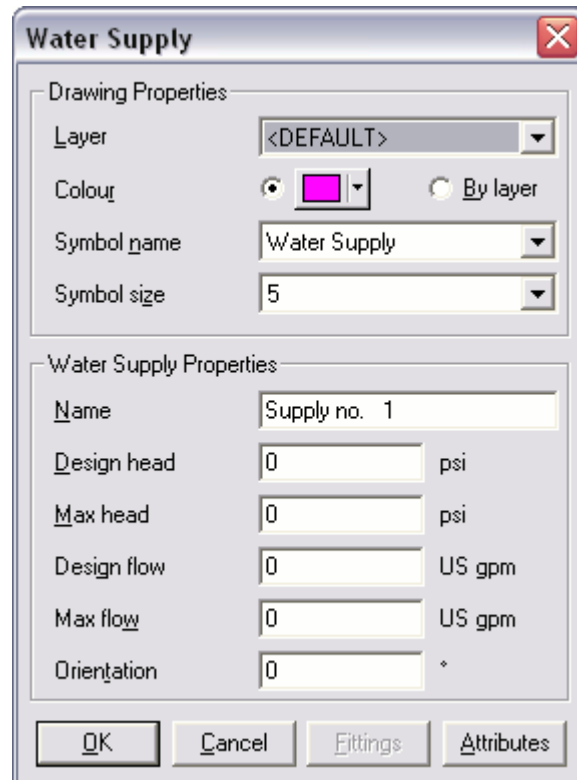 Water Supply
Drawing Properties
Layer <DEFAULT>
Colour By layer
Symbol name Water Supply
Symbol size 5
Water Supply Properties
Name Supply no. 1
Design head 0 psi
Max head 0 psi
Design flow 0 US gpm
Max flow 0 US gpm
Orientation 0 °
OK Cancel Fittings Attributes